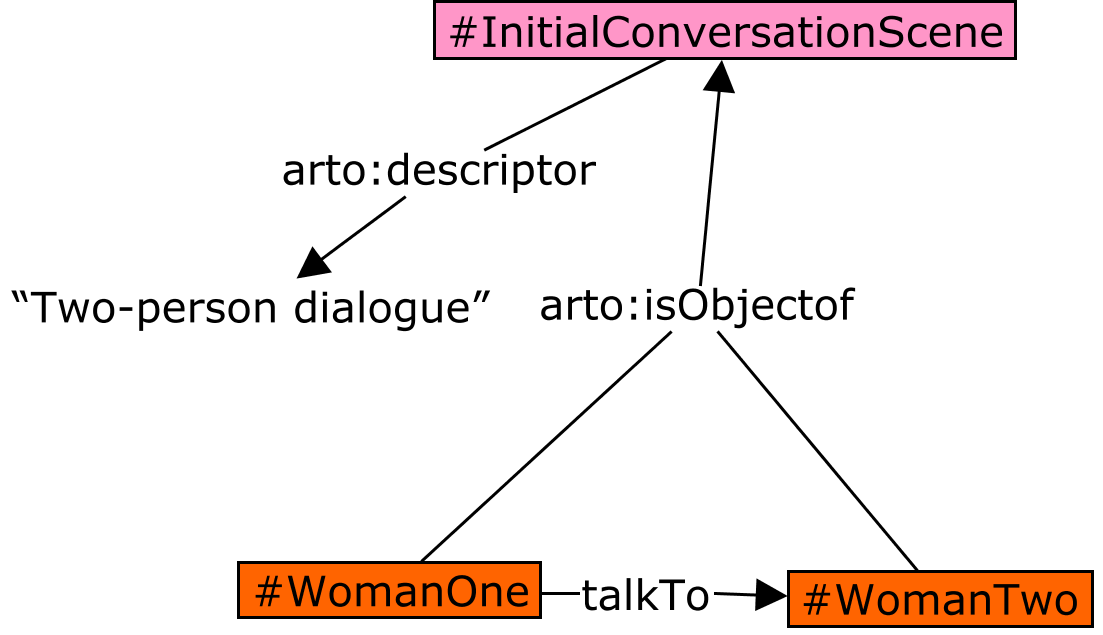 #InitialConversationScene
arto:descriptor
“Two-person dialogue”
arto:isObjectof
#WomanOne
talkTo
#WomanTwo